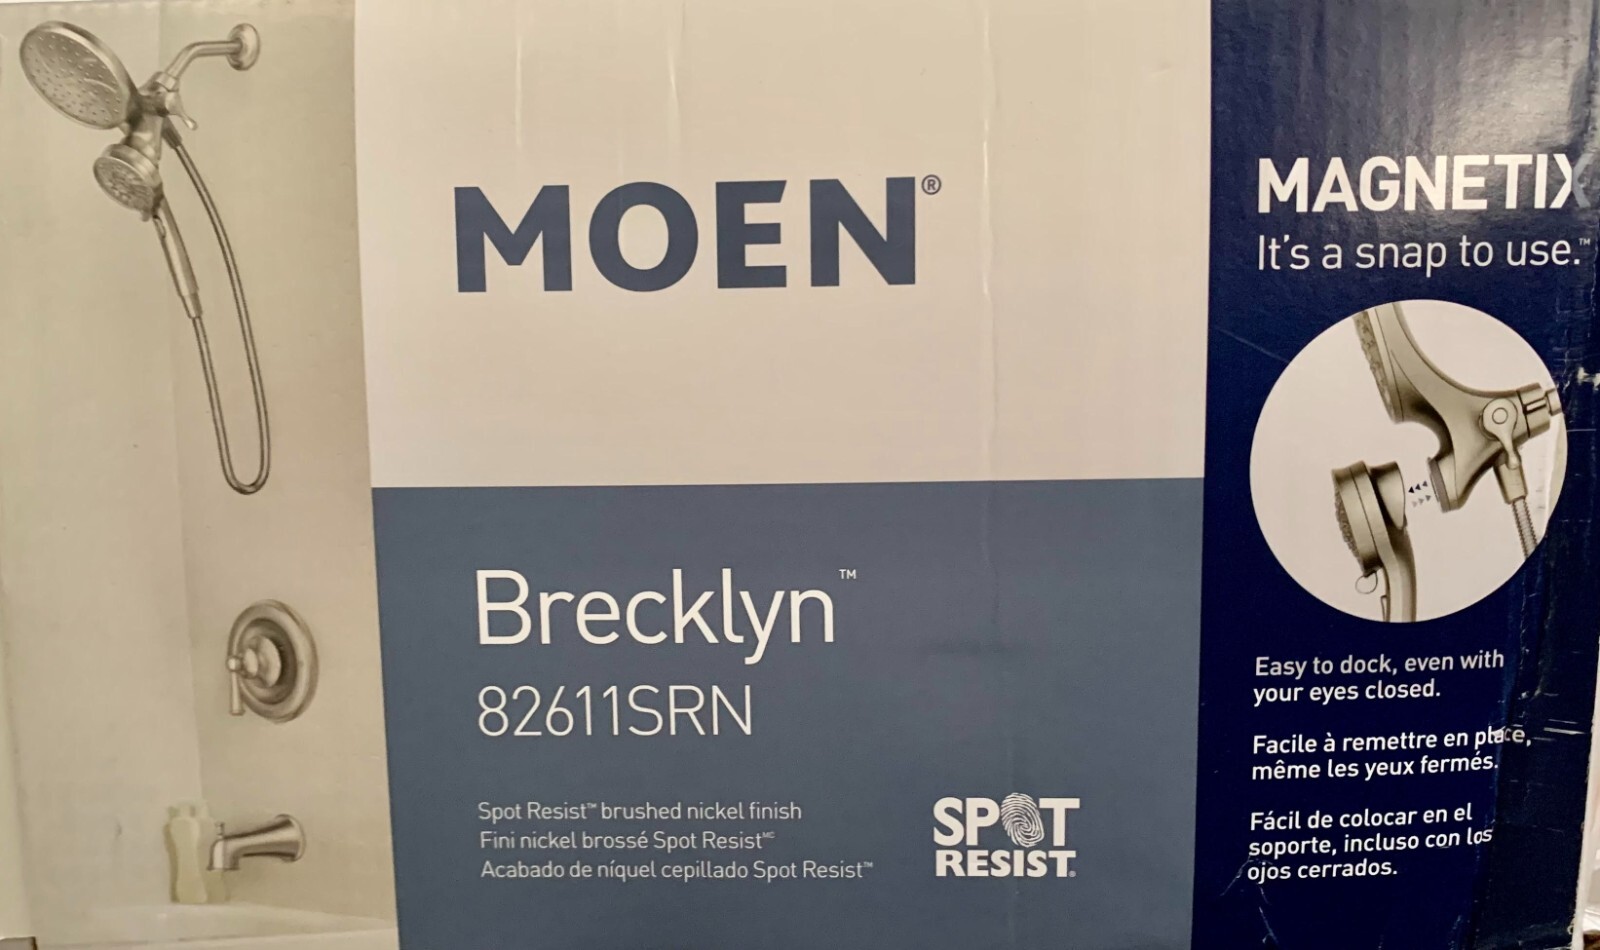 MOEN®
Brecklyn™
82611SRN
Spot Resist™ brushed nickel finish
Fini nickel brossé Spot Resist MC
Acabado de níquel cepillado Spot Resist™
SPOT
RESIST®
MAGNETIX
It's a snap to use.™
Easy to dock, even with
your eyes closed.
Facile à remettre en place,
même les yeux fermés.
Fácil de colocar en el
soporte, incluso con los
ojos cerrados.